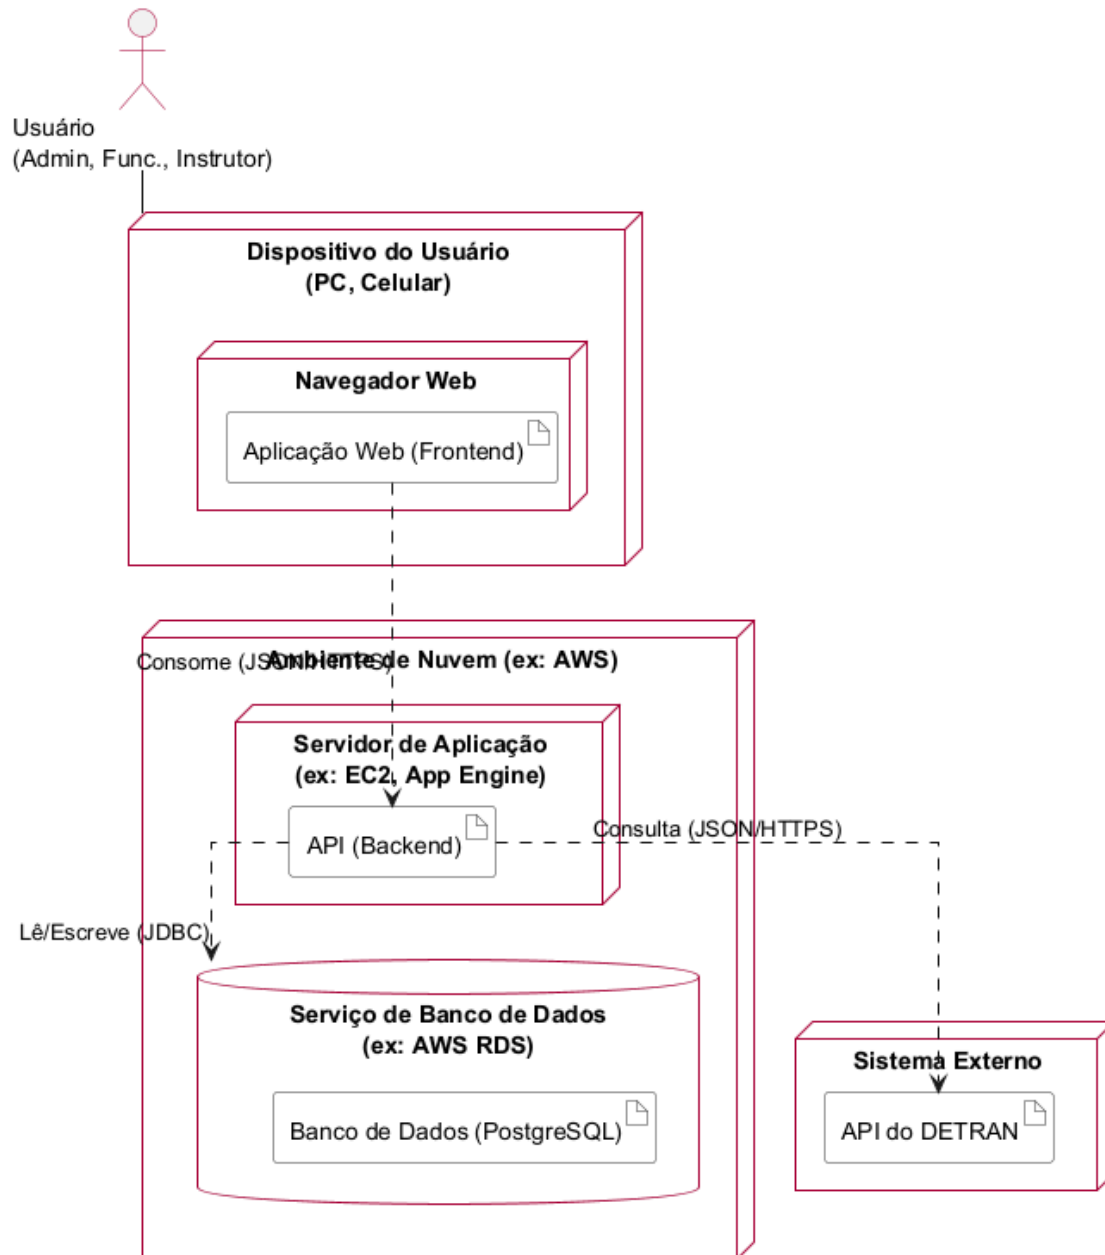 Usuário
(Admin, Func., Instrutor)
Dispositivo do Usuário
(PC, Celular)
Navegador Web
Aplicação Web (Frontend)
Consome (JSON/HTTPS)
Ambiente de Nuvem (ex: AWS)
Servidor de Aplicação
(ex: EC2, App Engine)
API (Backend)
Consulta (JSON/HTTPS)
Lê/Escreve (JDBC)
Serviço de Banco de Dados
(ex: AWS RDS)
Banco de Dados (PostgreSQL)
Sistema Externo
API do DETRAN